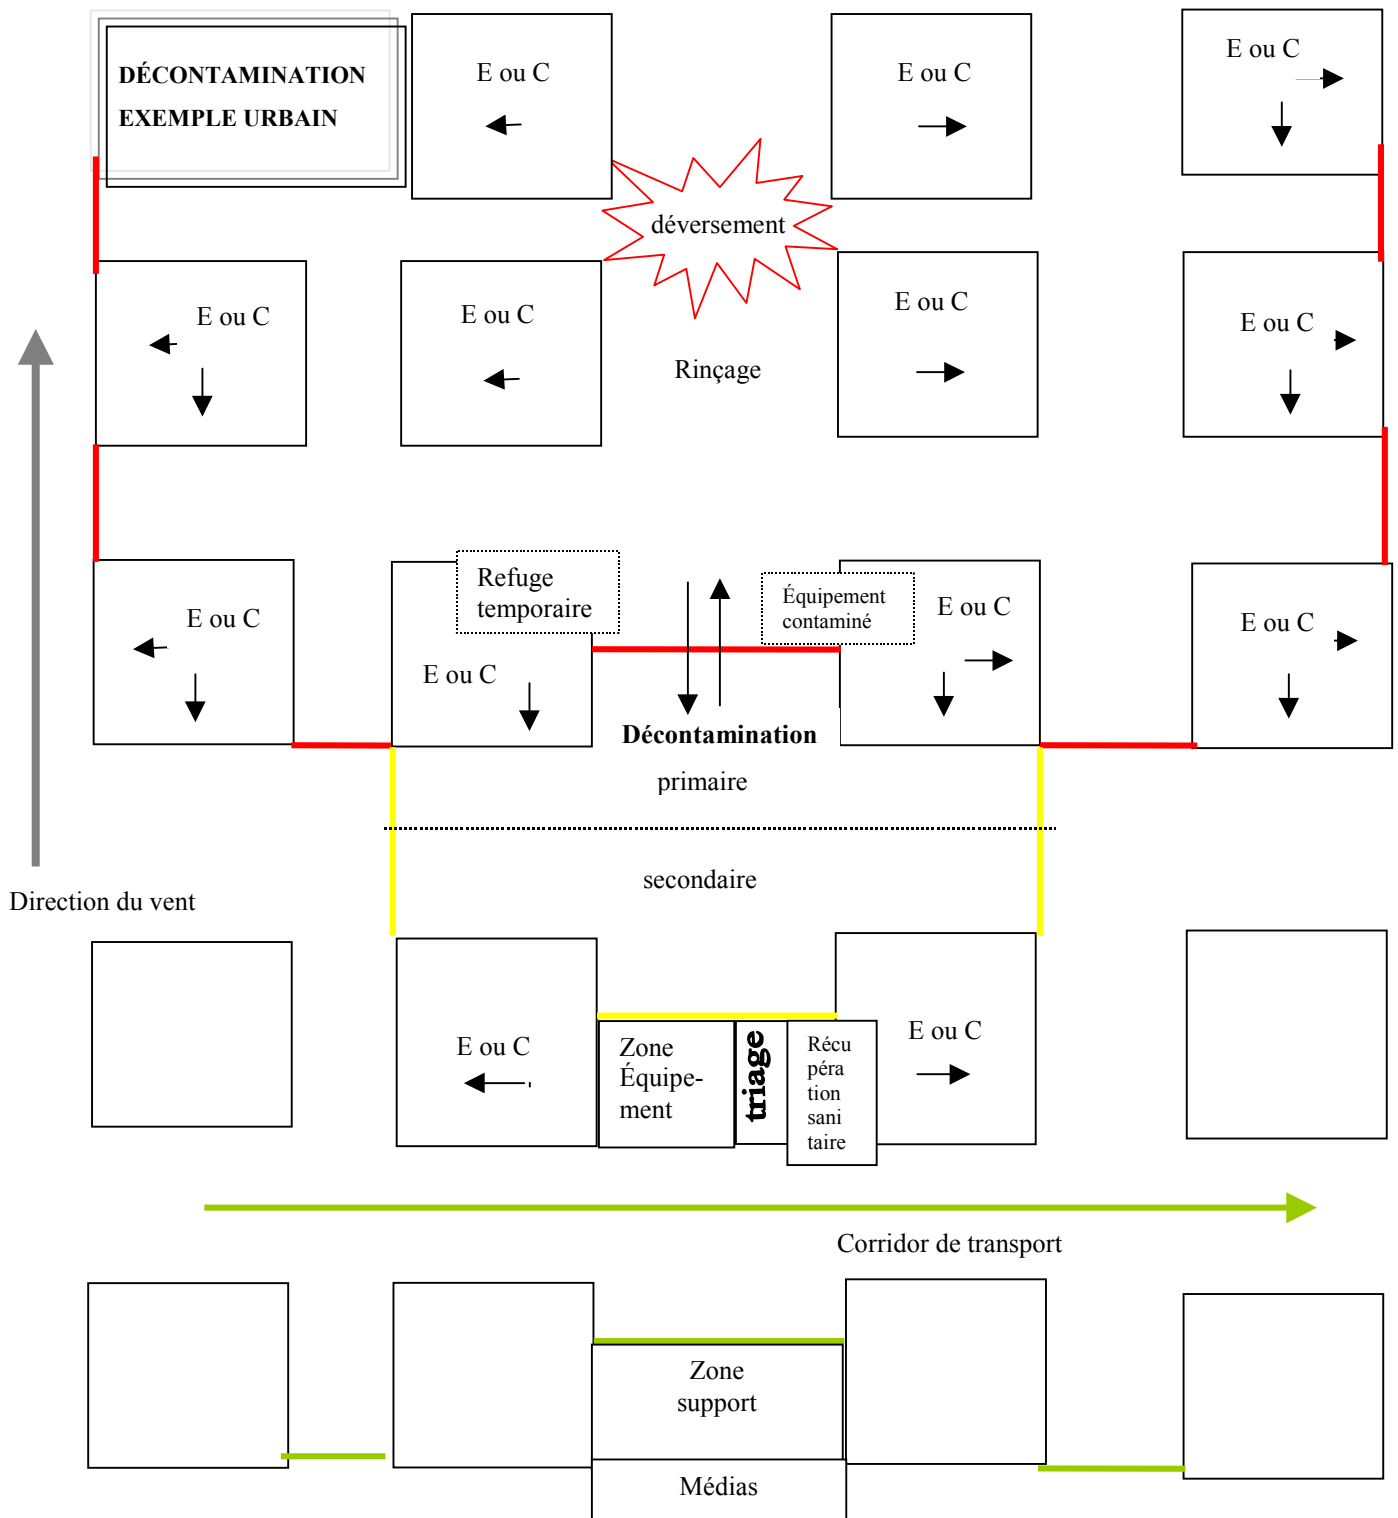 DÉCONTAMINATION
EXEMPLE URBAIN
E ou C
E ou C
E ou C
déversement
E ou C
E ou C
E ou C
E ou C
Rinçage
Refuge
temporaire
Équipement
contaminé
E ou C
E ou C
E ou C
E ou C
Décontamination
primaire
secondaire
Direction du vent
E ou C
Zone
Équipe-
ment
triage
Récu
péra
tion
sani
taire
E ou C
Corridor de transport
Zone
support
Médias